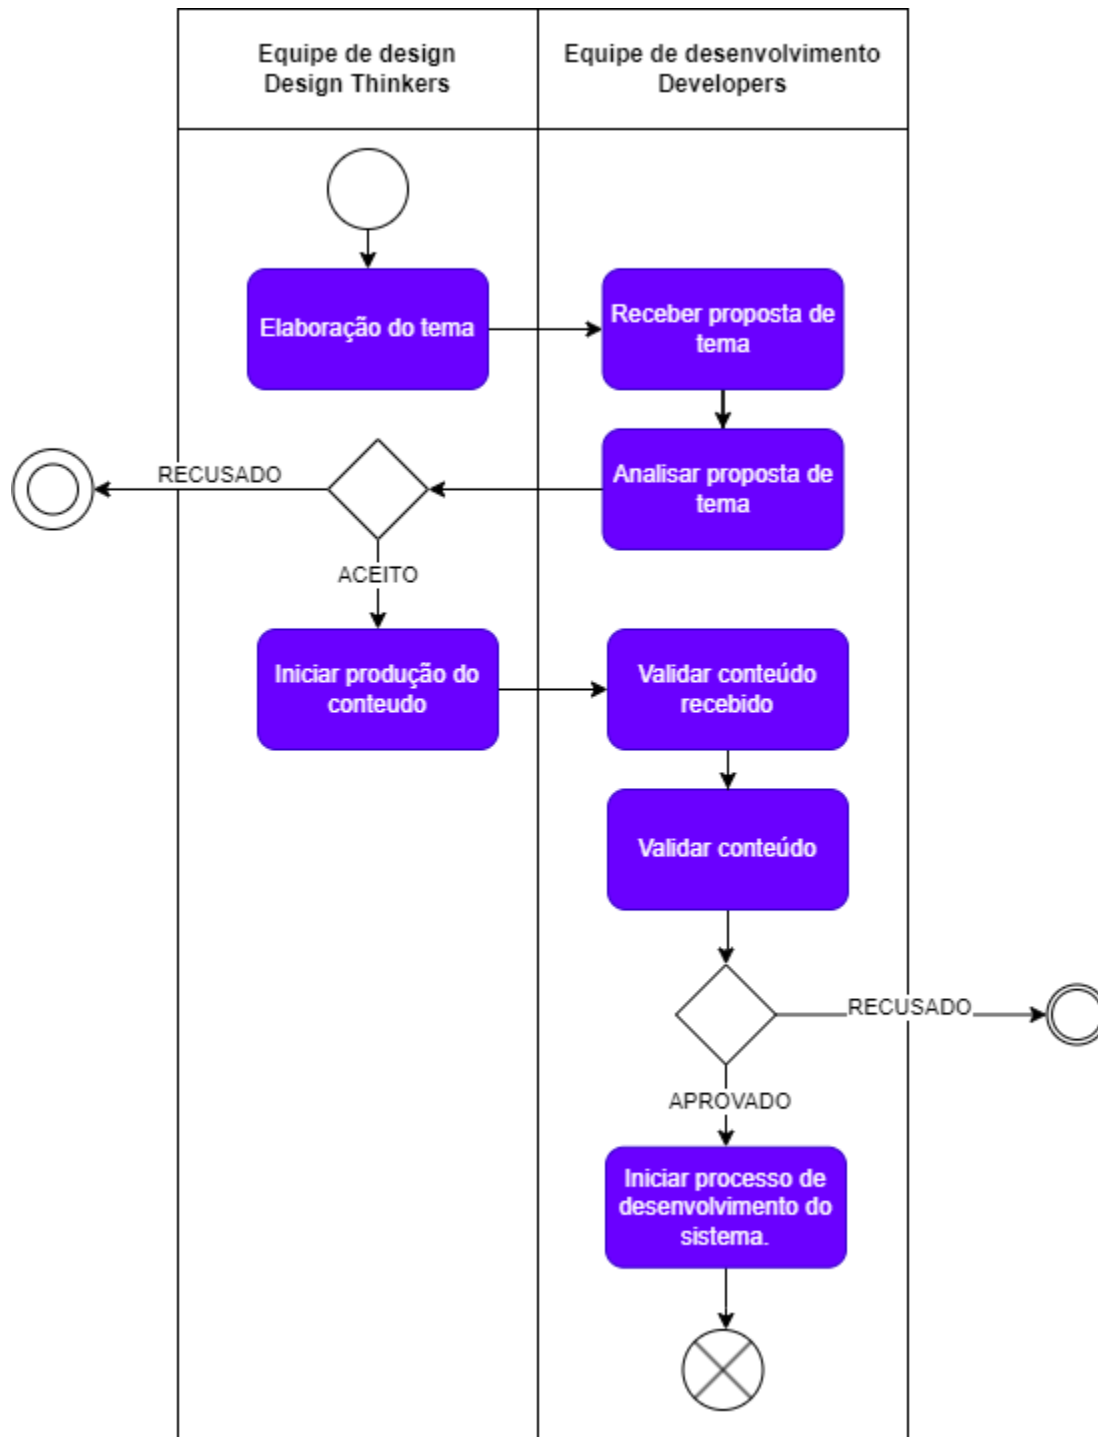 Equipe de design
Design Thinkers
Equipe de desenvolvimento
Developers
Elaboração do tema
Receber proposta de
tema
RECUSADO
Analisar proposta de
tema
ACEITO
Iniciar produção do
conteudo
Validar conteúdo
recebido
Validar conteúdo
RECUSADO
APROVADO
Iniciar processo de
desenvolvimento do
sistema.